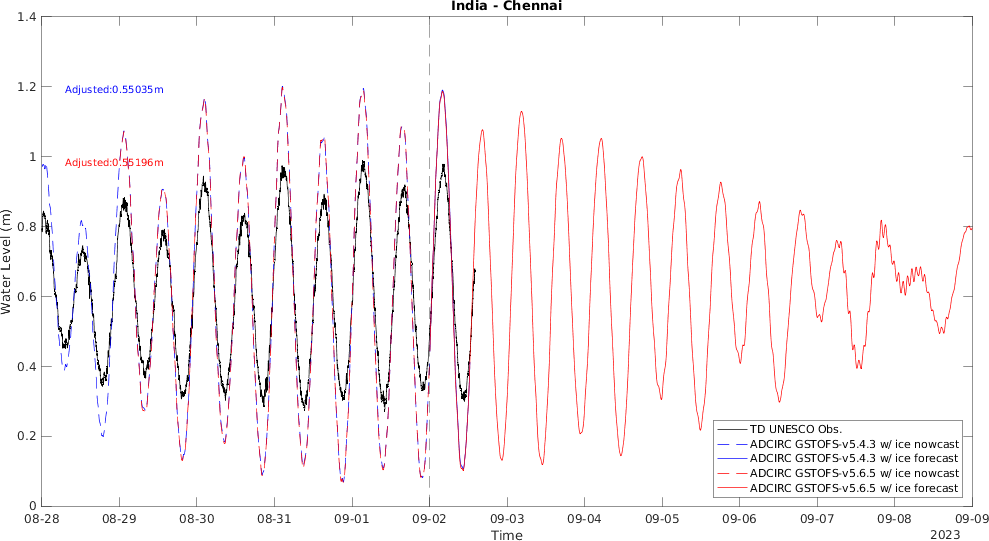 India - Chennai
1.4
1.2
1
0.8
0.6
0.4
0.2
0
Water Level (m)
Adjusted:0.55035m
Adjusted:0.55196m
TD UNESCO Obs.
ADCIRC GSTOFS-v5.4.3 w/ ice nowcast
ADCIRC GSTOFS-v5.4.3 w/ ice forecast
ADCIRC GSTOFS-v5.6.5 w/ ice nowcast
ADCIRC GSTOFS-v5.6.5 w/ ice forecast
08-28 08-29 08-30 08-31 09-01 09-02 09-03 09-04 09-05 09-06 09-07 09-08 09-09
Time
2023